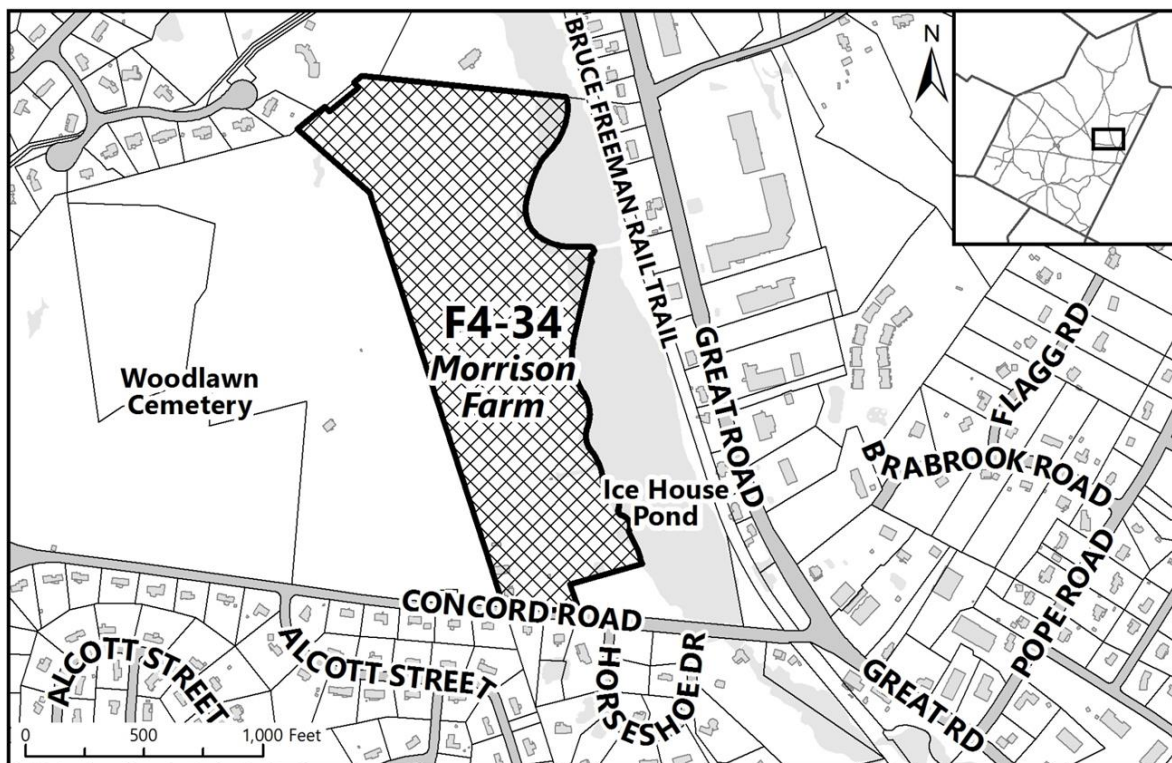 BRUCE FREEMAN RAIL TRAIL
N
F4-34
Morrison
Farm
GREAT ROAD
FLAGG RD
Woodlawn
Cemetery
BRABROOK ROAD
Ice House
Pond
POPE ROAD
CONCORD ROAD
ALCOTT STREET
ALCOTT STREET
HORSESHOE DR
GREAT RD
0 500 1,000 Feet